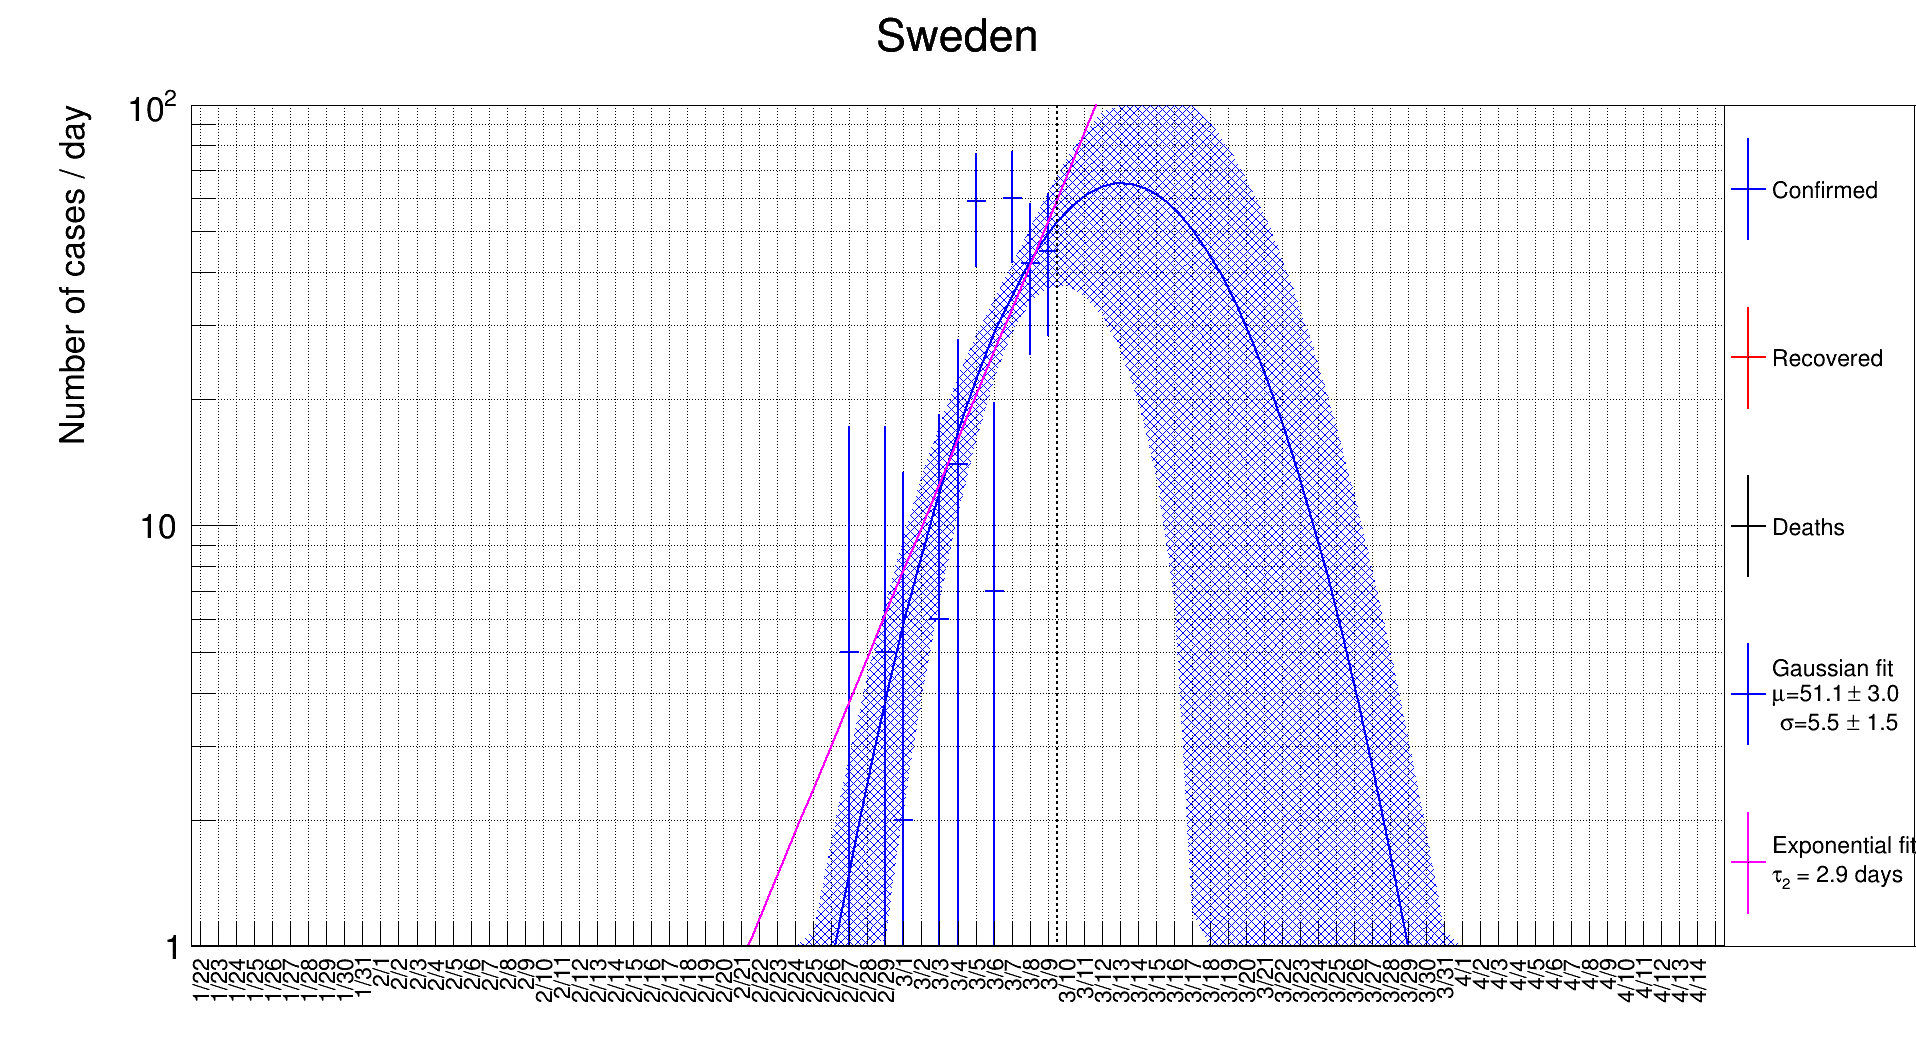 Sweden
Number of cases / day
10²
10
1
1/22 1/23 1/24 1/25 1/26 1/27 1/28 1/29 1/30 1/31 2/1 2/2 2/3 2/4 2/5 2/6 2/7 2/8 2/9 2/10 2/11 2/12 2/13 2/14 2/15 2/16 2/17 2/18 2/19 2/20 2/21 2/22 2/23 2/24 2/25 2/26 2/27 2/28 2/29 3/1 3/2 3/3 3/4 3/5 3/6 3/7 3/8 3/9 3/10 3/11 3/12 3/13 3/14 3/15 3/16 3/17 3/18 3/19 3/20 3/21 3/22 3/23 3/24 3/25 3/26 3/27 3/28 3/29 3/30 3/31 4/1 4/2 4/3 4/4 4/5 4/6 4/7 4/8 4/9 4/10 4/11 4/12 4/13 4/14
Confirmed
Recovered
Deaths
Gaussian fit
μ=51.1 ± 3.0
σ=5.5 ± 1.5
Exponential fit
τ₂ = 2.9 days